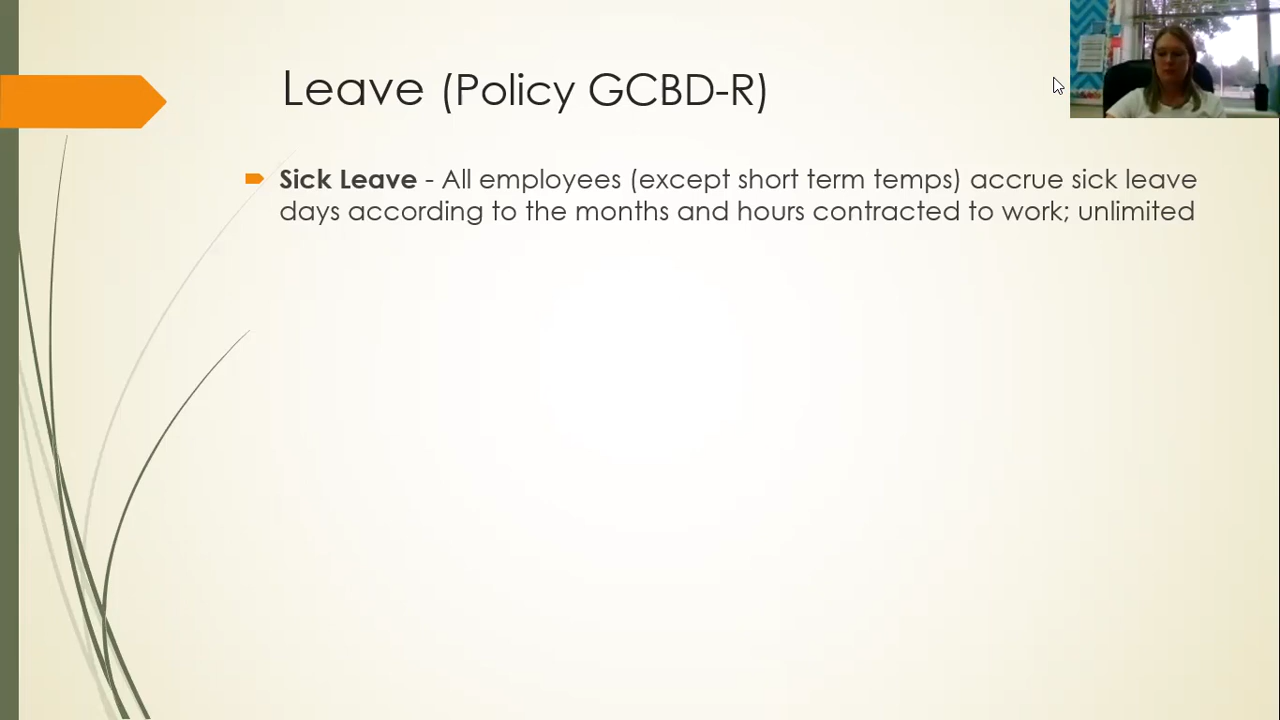 Leave (Policy GCBD-R)
Sick Leave - All employees (except short term temps) accrue sick leave
days according to the months and hours contracted to work; unlimited